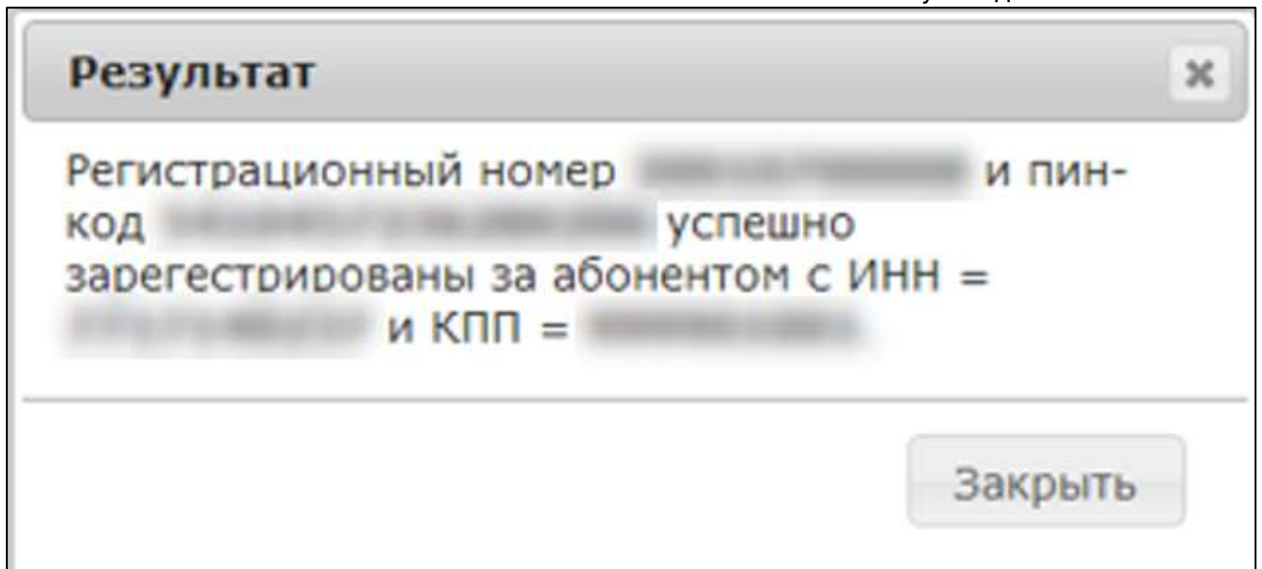 Результат
Регистрационный номер и пин-
код успешно
зарегестрированы за абонентом с ИНН =
и КПП =
Закрыть